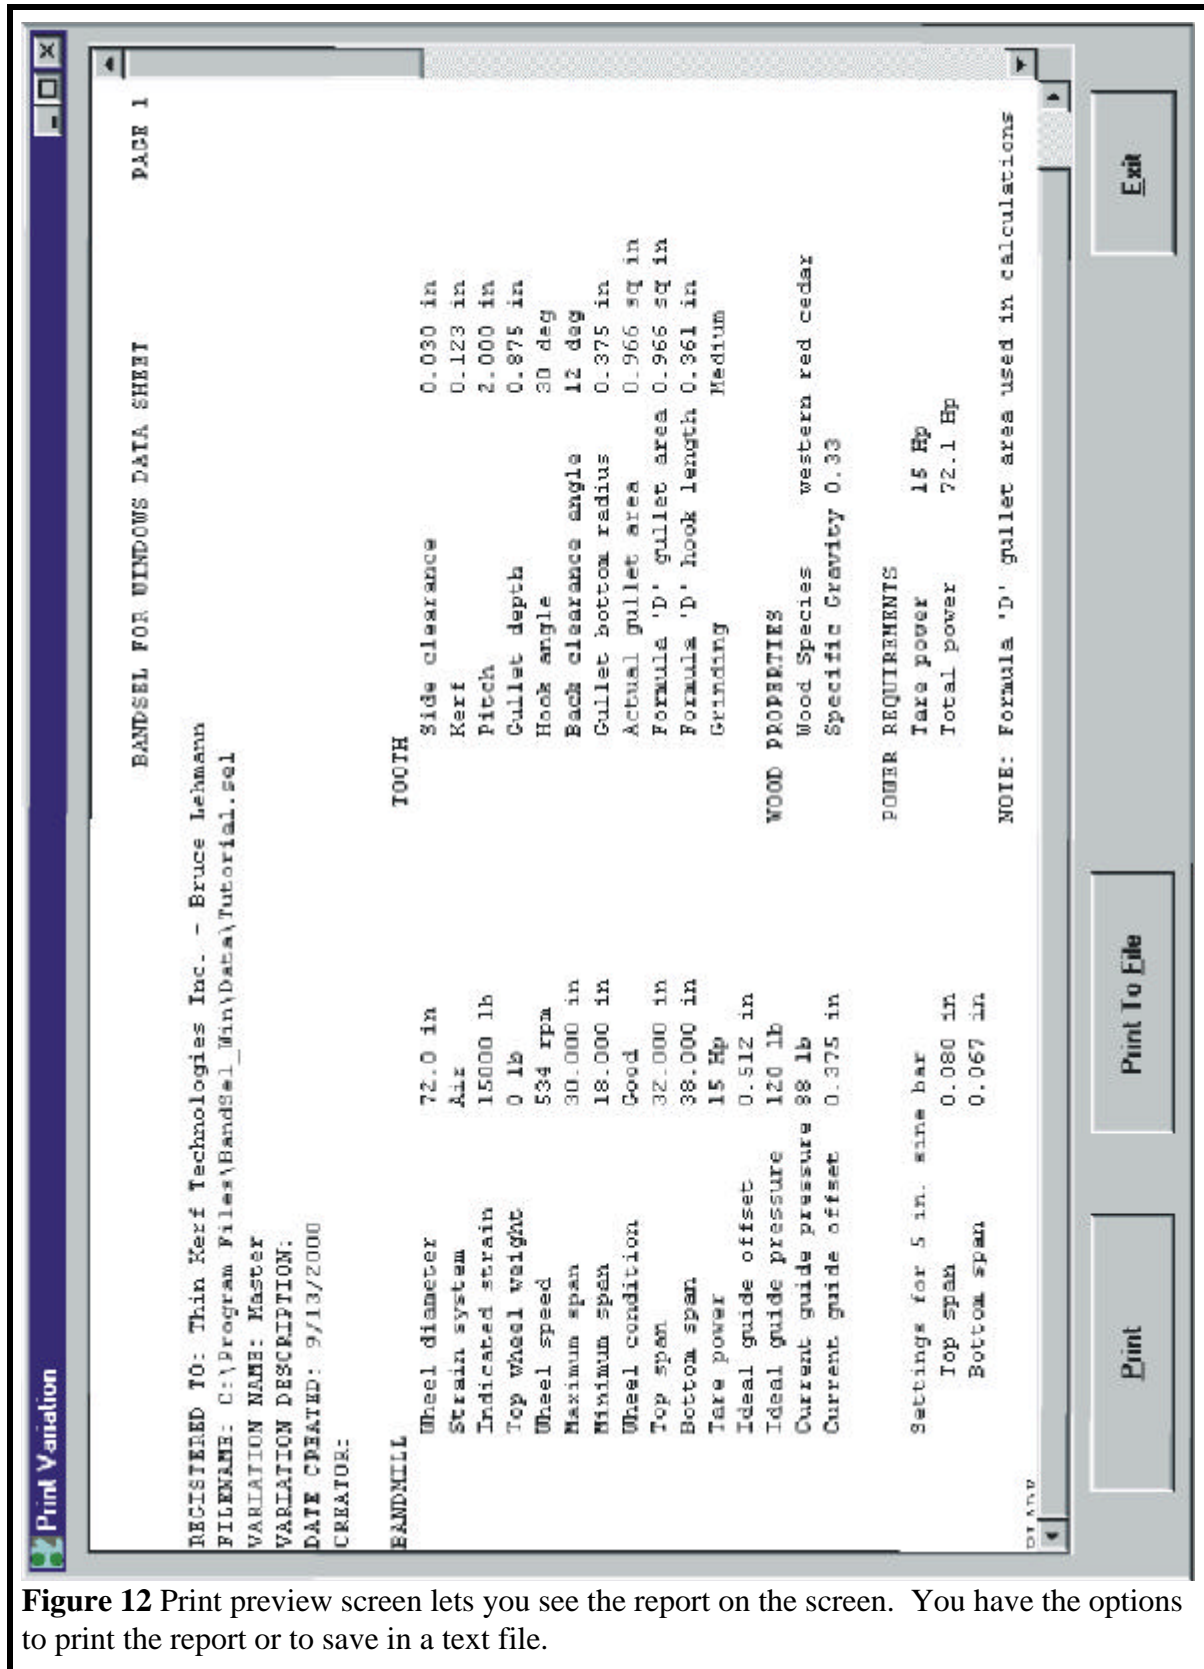 Print Variation
BANDSEL FOR WINDOWS DATA SHEET PAGE 1
REGISTERED TO: Thin Kerf Technologies Inc. - Bruce Lehmann
FILENAME: C:\Program Files\BandSel_Win\Data\Tutorial.sel
VARIATION NAME: Master
VARIATION DESCRIPTION:
DATE CREATED: 9/13/2000
CREATOR:
BANDMILL
Wheel diameter 72.0 in
Strain system Air
Indicated strain 15000 lb
Top wheel weight 0 lb
Wheel speed 534 rpm
Maximum span 30.000 in
Minimum span 18.000 in
Wheel condition Good
Top span 32.000 in
Bottom span 38.000 in
Tare power 15 Hp
Ideal guide offset 0.512 in
Ideal guide pressure 120 lb
Current guide pressure 88 lb
Current guide offset 0.375 in
Settings for 5 in. sine bar
Top span 0.080 in
Bottom span 0.067 in
TOOTH
Side clearance 0.030 in
Kerf 0.123 in
Pitch 2.000 in
Gullet depth 0.875 in
Hook angle 30 deg
Back clearance angle 12 deg
Gullet bottom radius 0.375 in
Actual gullet area 0.966 sq in
Formula 'D' gullet area 0.966 sq in
Formula 'D' hook length 0.361 in
Grinding Medium
WOOD PROPERTIES
Wood Species western red cedar
Specific Gravity 0.33
POWER REQUIREMENTS
Tare power 15 Hp
Total power 72.1 Hp
NOTE: Formula 'D' gullet area used in calculations
BLADE
Print
Print To File
Exit
Figure 12 Print preview screen lets you see the report on the screen. You have the options
to print the report or to save in a text file.